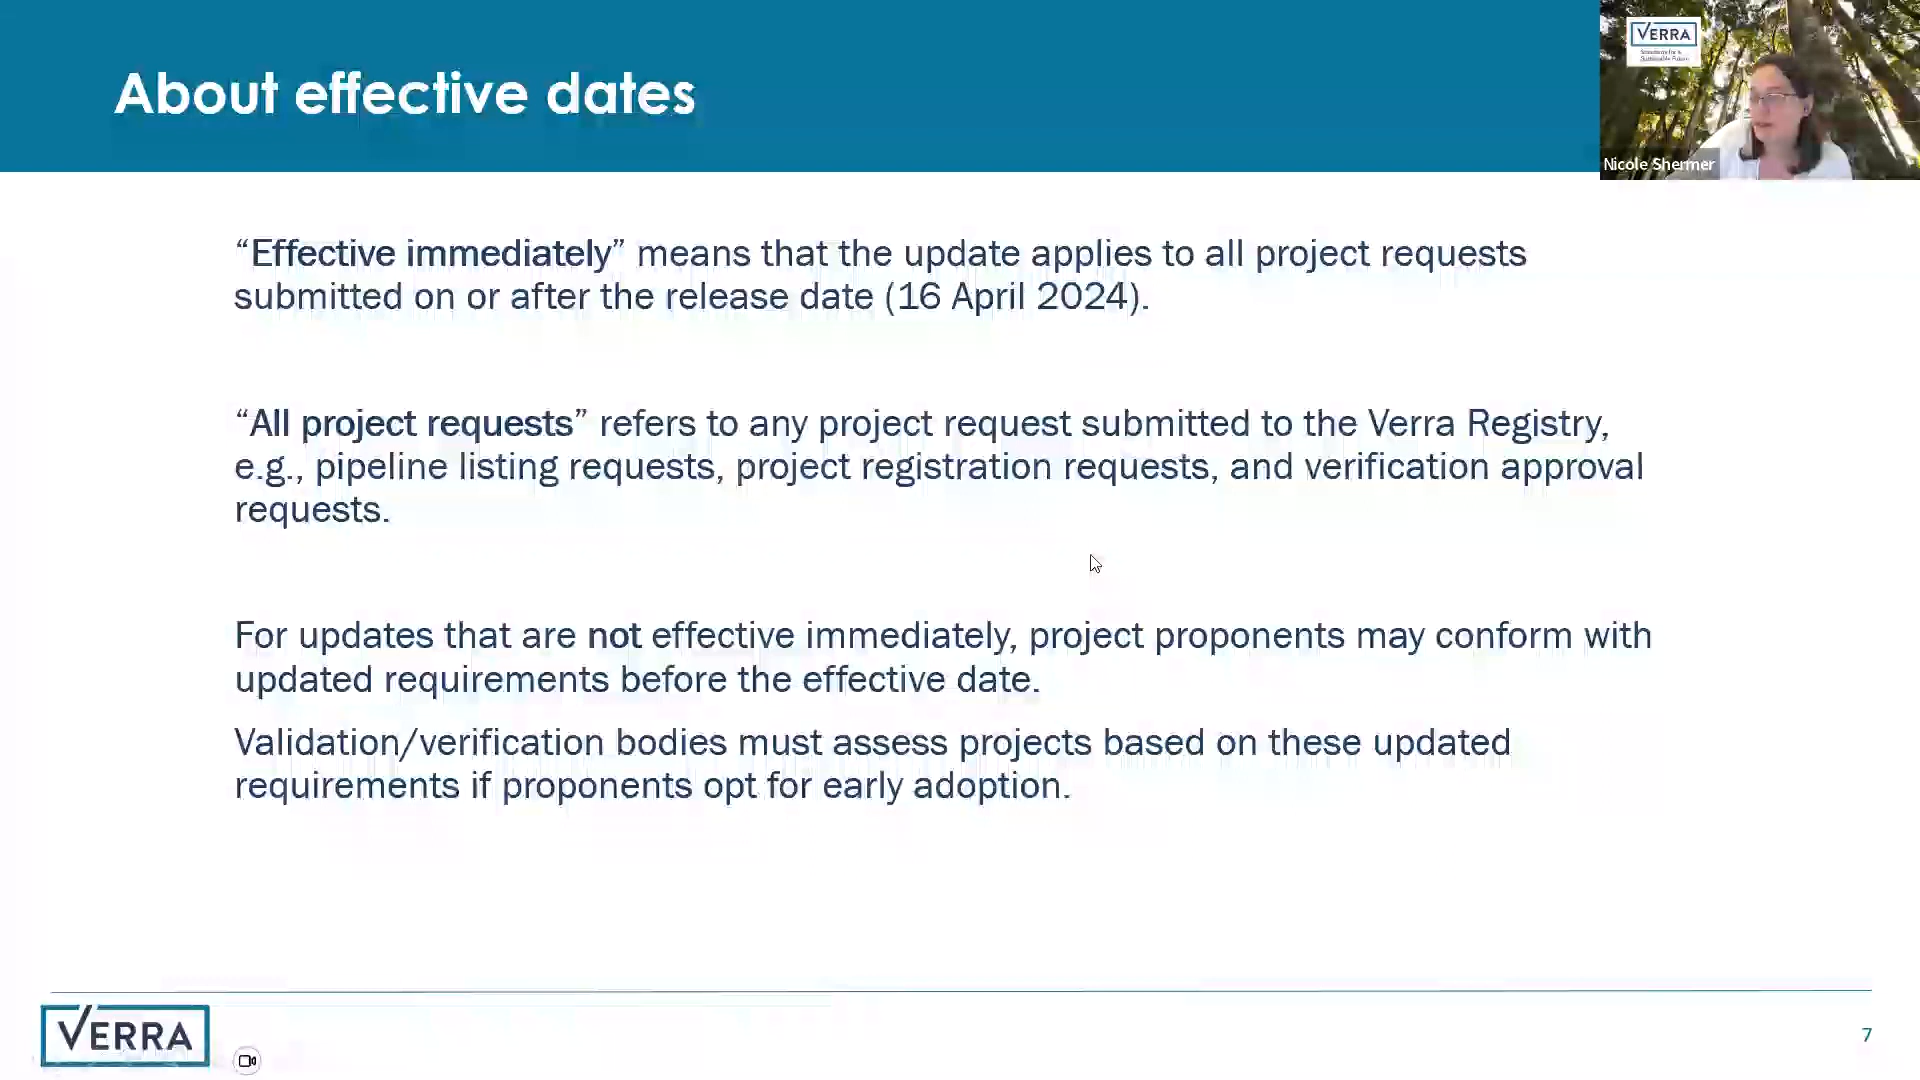 About effective dates
VERRA
Standards for a
Sustainable Future
Nicole Shermer
“Effective immediately” means that the update applies to all project requests
submitted on or after the release date (16 April 2024).
“All project requests” refers to any project request submitted to the Verra Registry,
e.g., pipeline listing requests, project registration requests, and verification approval
requests.
For updates that are not effective immediately, project proponents may conform with
updated requirements before the effective date.
Validation/verification bodies must assess projects based on these updated
requirements if proponents opt for early adoption.
VERRA
7